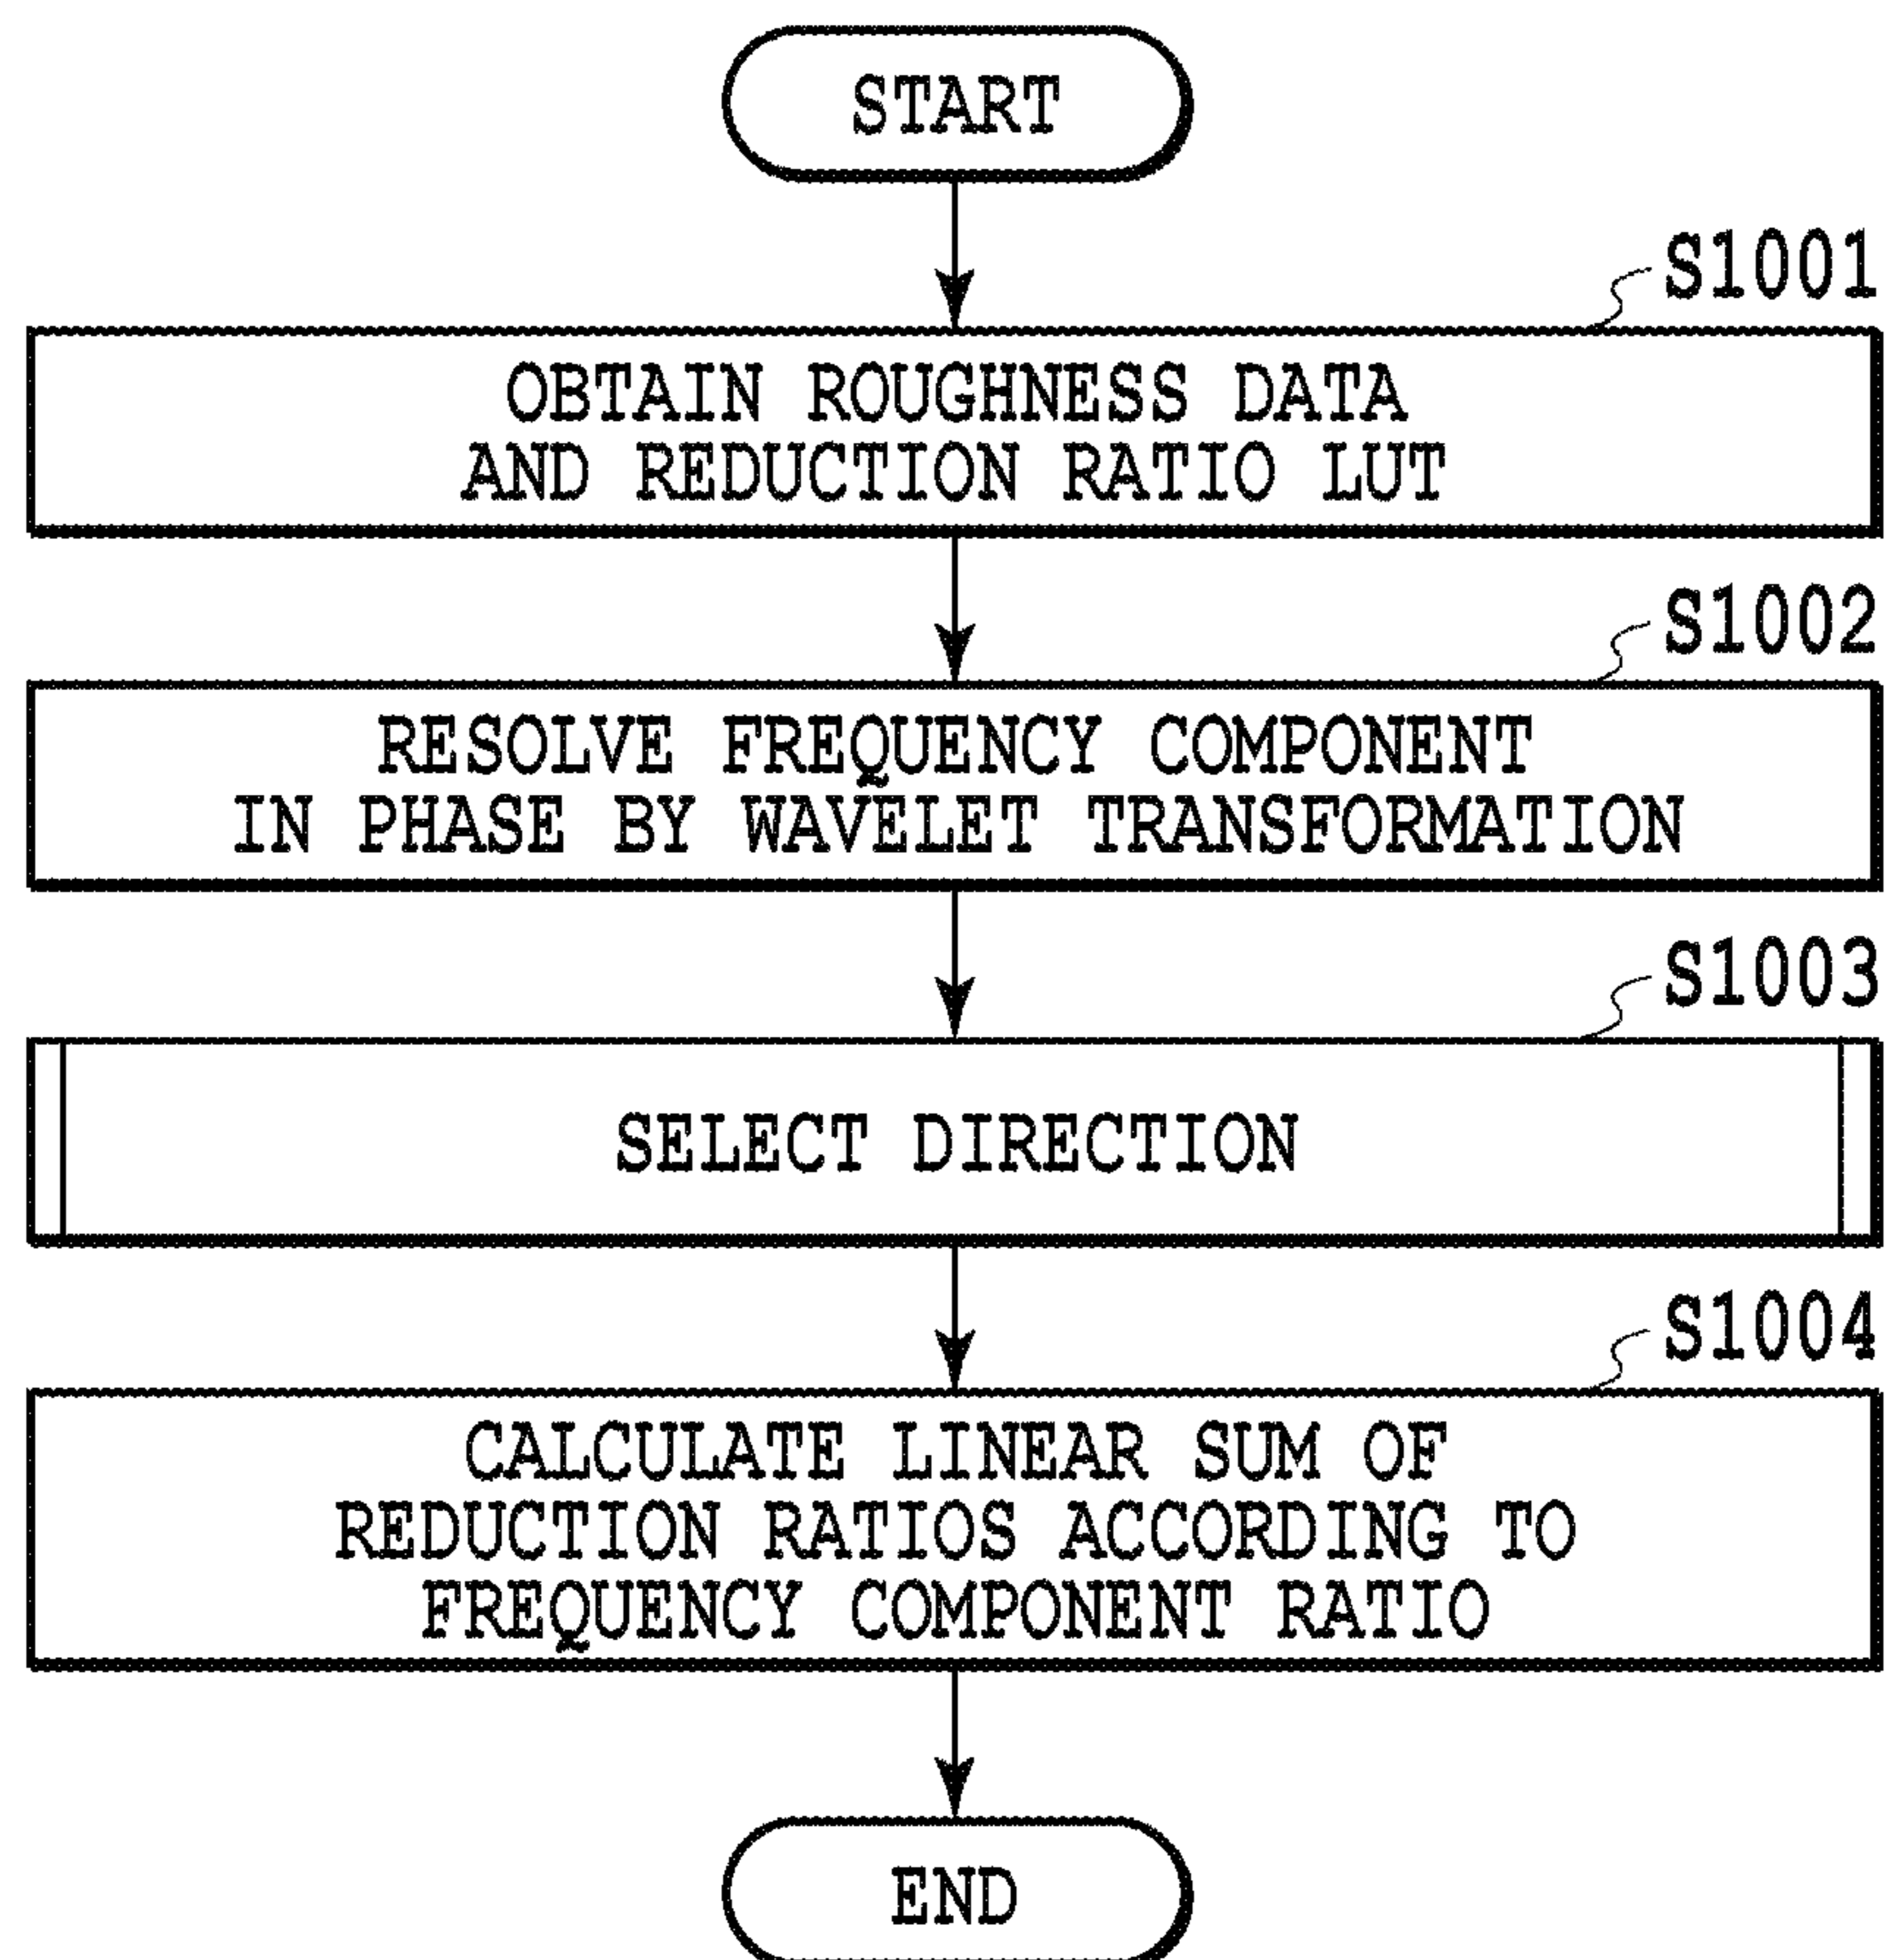 START
S1001
OBTAIN ROUGHNESS DATA
AND REDUCTION RATIO LUT
S1002
RESOLVE FREQUENCY COMPONENT
IN PHASE BY WAVELET TRANSFORMATION
S1003
SELECT DIRECTION
S1004
CALCULATE LINEAR SUM OF
REDUCTION RATIOS ACCORDING TO
FREQUENCY COMPONENT RATIO
END